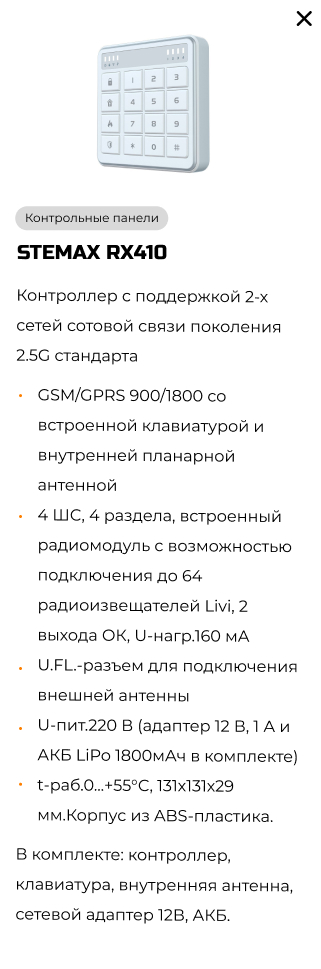 1 2 3
4 5 6
7 8 9
* 0 #
Контрольные панели
STEMAX RX410
Контроллер с поддержкой 2-х
сетей сотовой связи поколения
2.5G стандарта
GSM/GPRS 900/1800 со
встроенной клавиатурой и
внутренней планарной
антенной
4 ШС, 4 раздела, встроенный
радиомодуль с возможностью
подключения до 64
радиоизвещателей Livi, 2
выхода ОК, U-нагр.160 мА
U.FL.-разъем для подключения
внешней антенны
U-пит.220 В (адаптер 12 В, 1 А и
АКБ LiPo 1800мАч в комплекте)
t-раб.0...+55°С, 131x131x29
мм.Корпус из ABS-пластика.
В комплекте: контроллер,
клавиатура, внутренняя антенна,
сетевой адаптер 12В, АКБ.